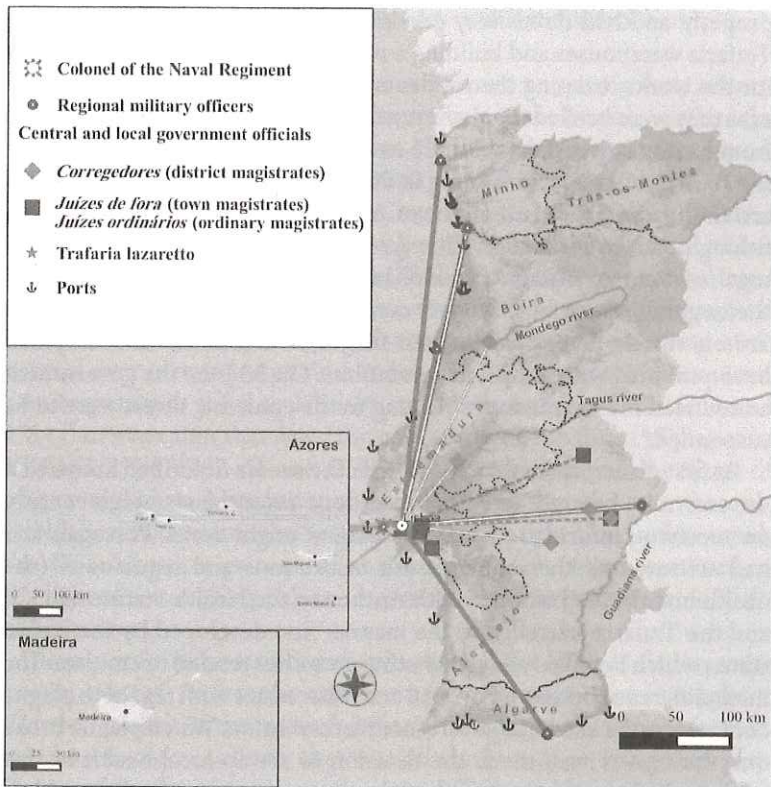 Colonel of the Naval Regiment
Regional military officers
Central and local government officials
Corregedores (district magistrates)
Juízes de fora (town magistrates)
Juízes ordinários (ordinary magistrates)
Trafaria lazaretto
Ports
Minho
Trás-os-Montes
Beira
Mondego river
Tagus river
Estremadura
Guadiana river
Alentejo
Algarve
0 50 100 km
Azores
0 50 100 km
Madeira
Madeira